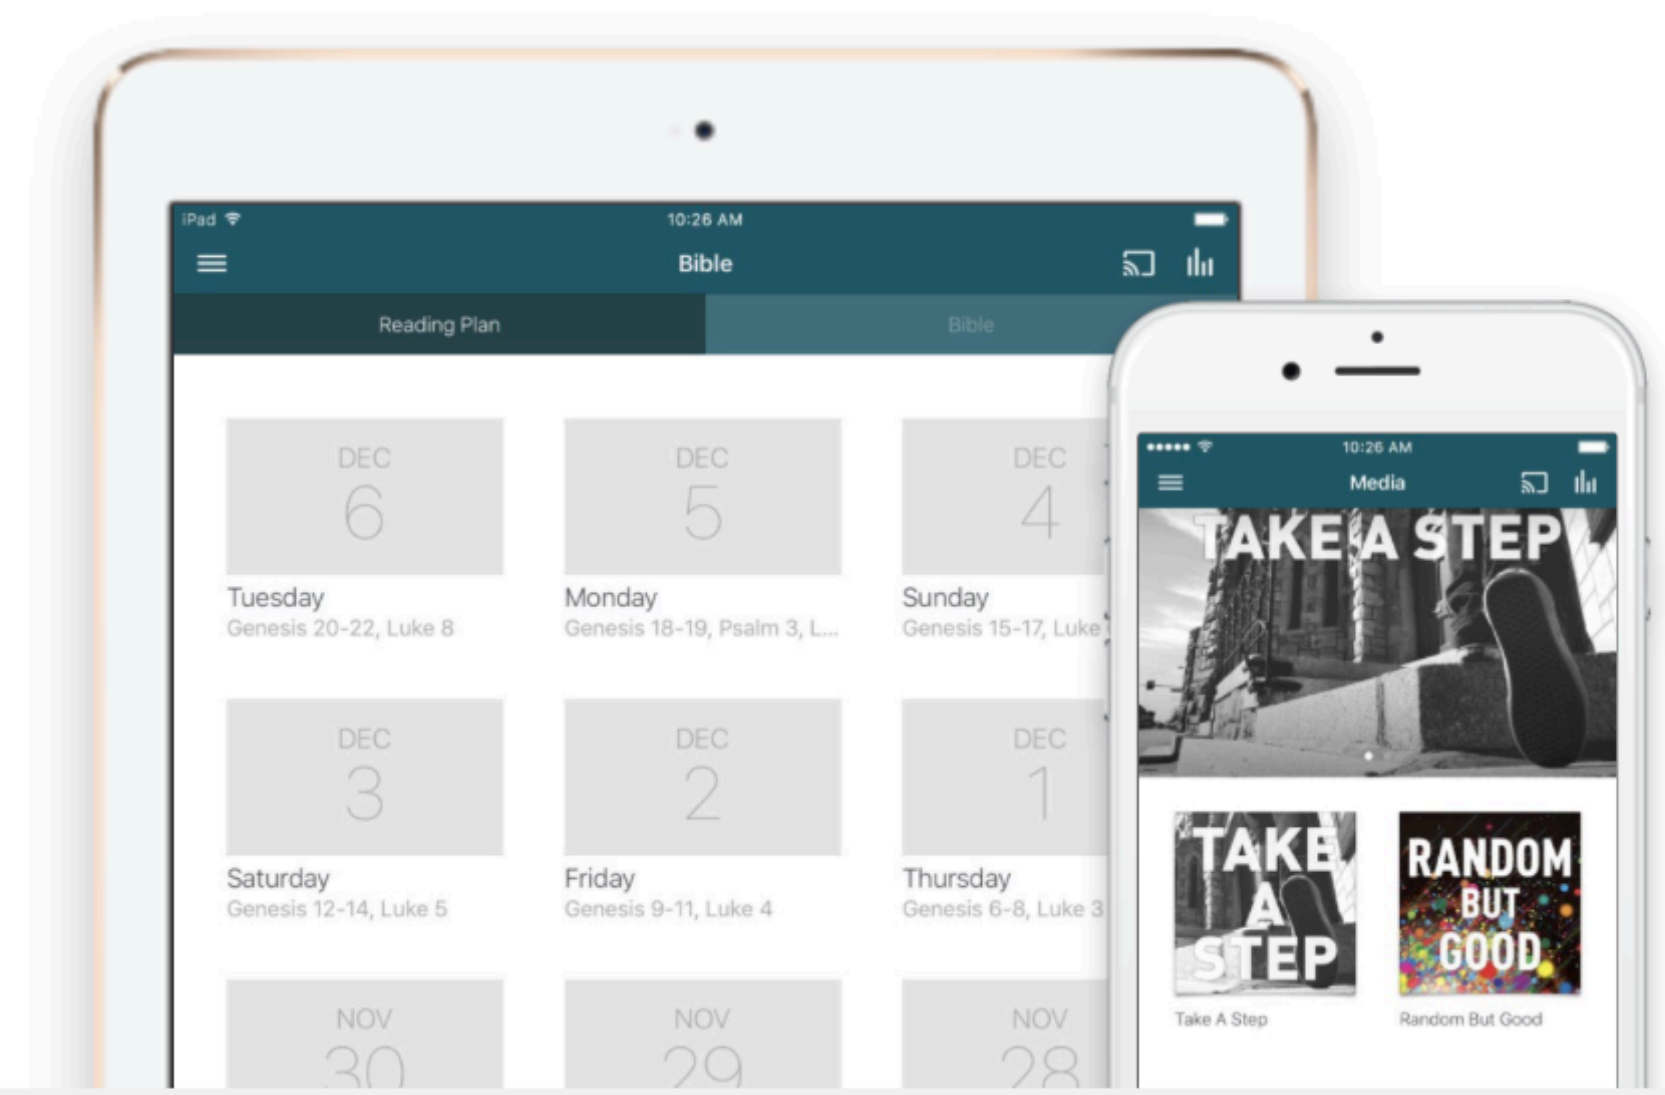 iPad
10:26 AM
Bible
Reading Plan
Bible
DEC
6
Tuesday
Genesis 20-22, Luke 8
DEC
5
Monday
Genesis 18-19, Psalm 3, L...
DEC
4
Sunday
Genesis 15-17, Luke
DEC
3
Saturday
Genesis 12-14, Luke 5
DEC
2
Friday
Genesis 9-11, Luke 4
DEC
1
Thursday
Genesis 6-8, Luke 3
NOV
30
NOV
29
NOV
28
10:26 AM
Media
TAKE A STEP
TAKE
A
STEP
Take A Step
RANDOM
BUT
GOOD
Random But Good